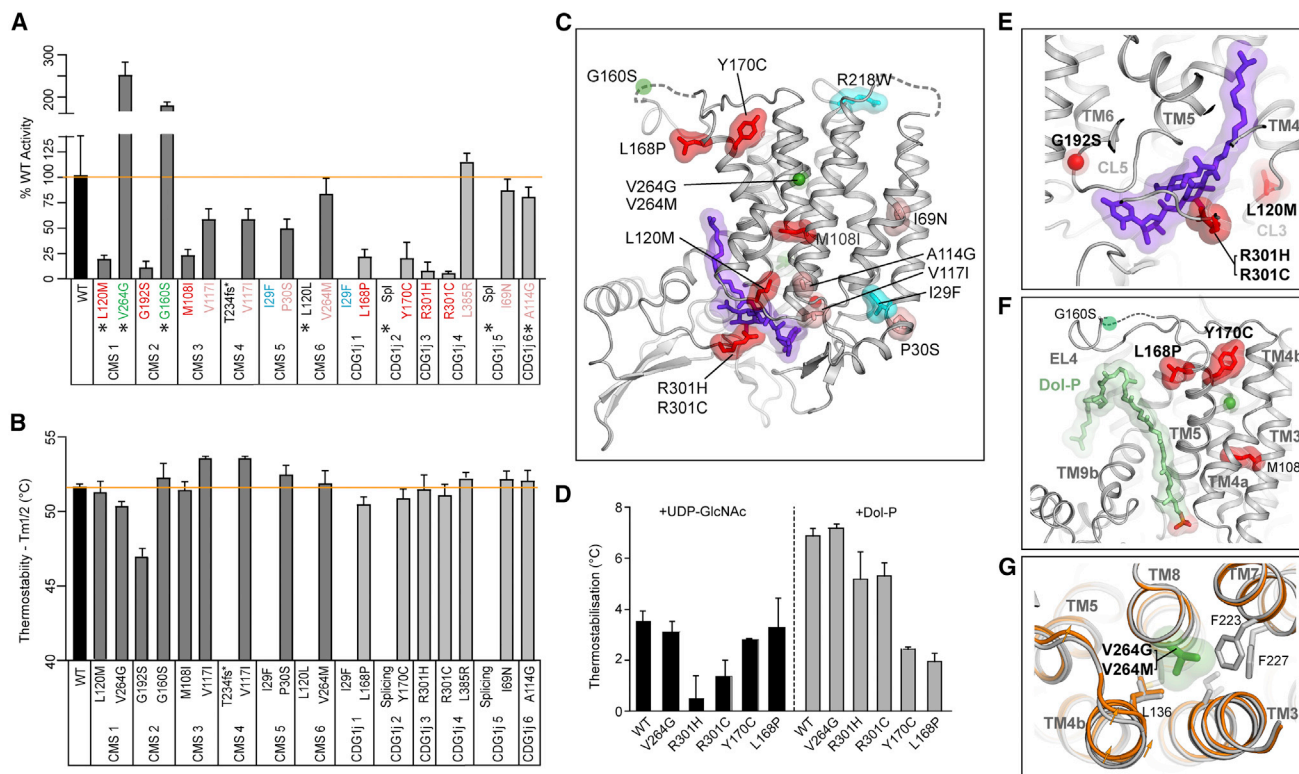 A
% WT Activity
300
200
150
125
100
75
50
25
0
WT
L120M
V264G
G192S
G160S
M108I
V117I
T234fs*
V117I
I29F
P30S
L120L
V264M
I29F
L168P
Spl
Y170C
R301H
R301C
L385R
Spl
I69N
A114G
* * * * * * *
CMS 1
CMS 2
CMS 3
CMS 4
CMS 5
CMS 6
CDG1j 1
CDG1j 2
CDG1j 3
CDG1j 4
CDG1j 5
CDG1j 6
B
Thermostability - Tm1/2 (°C)
55
50
45
40
WT
L120M
V264G
G192S
G160S
M108I
V117I
T234fs*
V117I
I29F
P30S
L120L
V264M
I29F
L168P
Splicing
Y170C
R301H
R301C
L385R
Splicing
I69N
A114G
CMS 1
CMS 2
CMS 3
CMS 4
CMS 5
CMS 6
CDG1j 1
CDG1j 2
CDG1j 3
CDG1j 4
CDG1j 5
CDG1j 6
C
G160S
Y170C
R218W
L168P
V264G
V264M
I69N
L120M
M108I
A114G
V117I
I29F
P30S
R301H
R301C
D
Thermostabilisation (°C)
+UDP-GlcNAc
+Dol-P
8
6
4
2
0
WT
V264G
R301H
R301C
Y170C
L168P
WT
V264G
R301H
R301C
Y170C
L168P
E
TM6
TM5
TM4
G192S
CL5
L120M
CL3
R301H
R301C
F
G160S
Y170C
L168P
TM4b
EL4
Dol-P
TM5
TM3
TM9b
M108I
TM4a
G
TM8
TM7
TM5
F223
V264G
V264M
F227
L136
TM4b
TM3